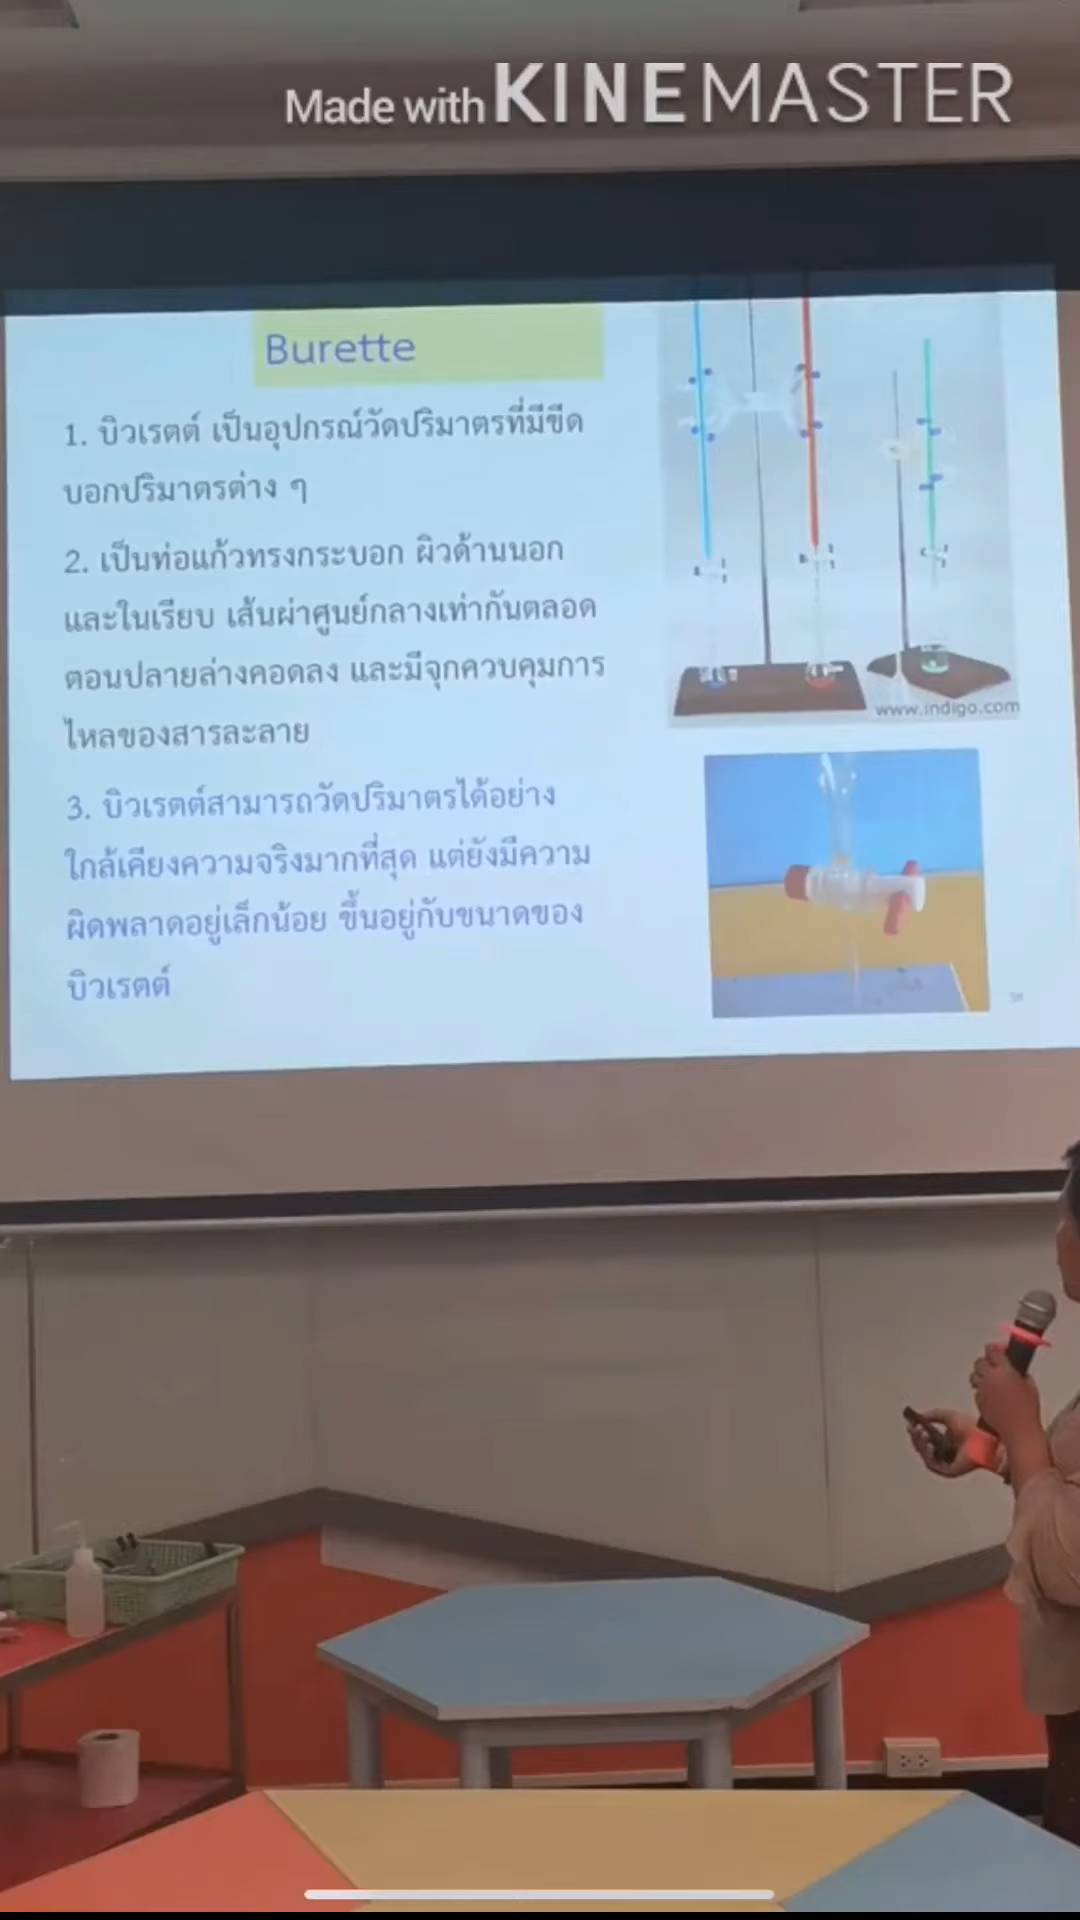 Made with KINEMASTER
Burette
1. บิวเรตต์ เป็นอุปกรณ์วัดปริมาตรที่มีขีด
บอกปริมาตรต่าง ๆ
2. เป็นท่อแก้วทรงกระบอก ผิวด้านนอก
และในเรียบ เส้นผ่าศูนย์กลางเท่ากันตลอด
ตอนปลายล่างคอดลง และมีจุกควบคุมการ
ไหลของสารละลาย
3. บิวเรตต์สามารถวัดปริมาตรได้อย่าง
ใกล้เคียงความจริงมากที่สุด แต่ยังมีความ
ผิดพลาดอยู่เล็กน้อย ขึ้นอยู่กับขนาดของ
บิวเรตต์
www.indigo.com